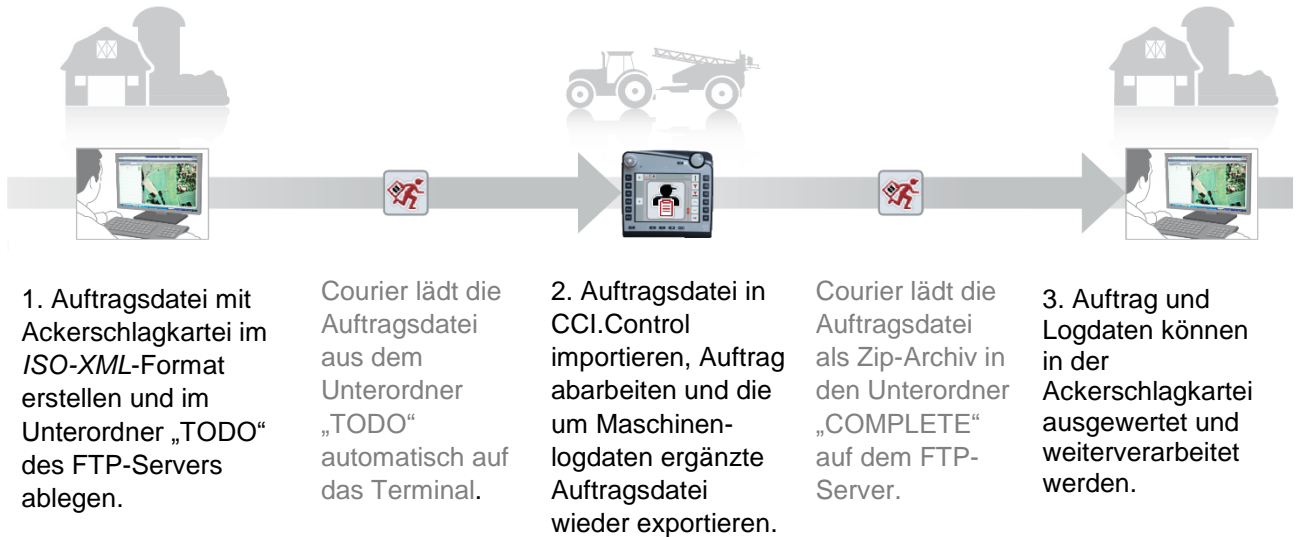 1. Auftragsdatei mit
Ackerschlagkartei im
ISO-XML-Format
erstellen und im
Unterordner „TODO“
des FTP-Servers
ablegen.
Courier lädt die
Auftragsdatei
aus dem
Unterordner
„TODO“
automatisch auf
das Terminal.
2. Auftragsdatei in
CCI.Control
importieren, Auftrag
abarbeiten und die
um Maschinen-
logdaten ergänzte
Auftragsdatei
wieder exportieren.
Courier lädt die
Auftragsdatei
als Zip-Archiv in
den Unterordner
„COMPLETE“
auf dem FTP-
Server.
3. Auftrag und
Logdaten können
in der
Ackerschlagkartei
ausgewertet und
weiterverarbeitet
werden.